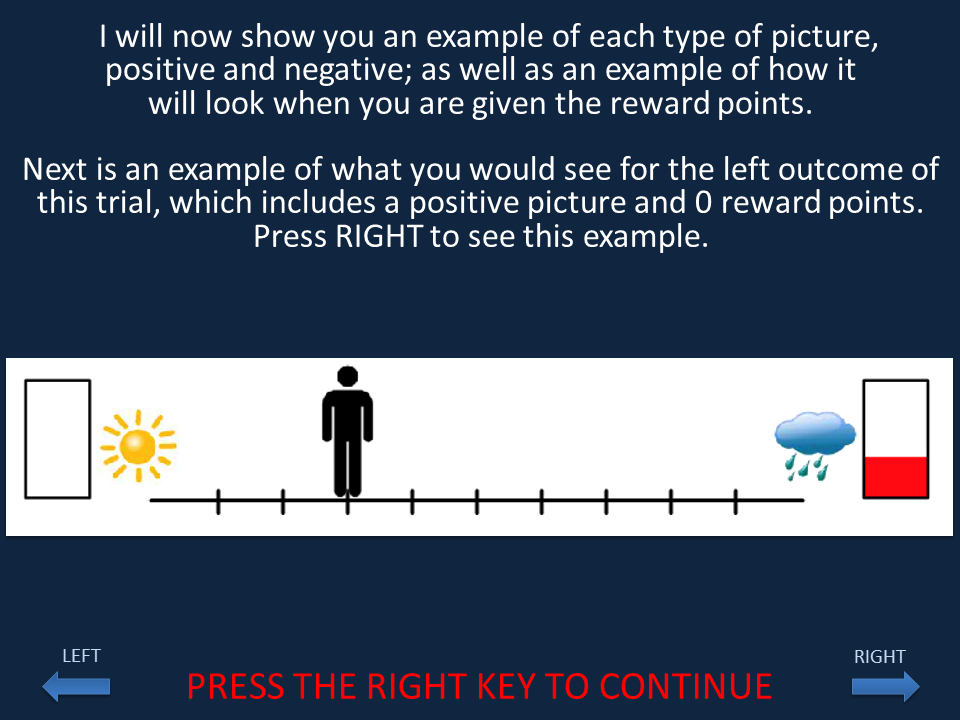 I will now show you an example of each type of picture,
positive and negative; as well as an example of how it
will look when you are given the reward points.
Next is an example of what you would see for the left outcome of
this trial, which includes a positive picture and 0 reward points.
Press RIGHT to see this example.
LEFT
RIGHT
PRESS THE RIGHT KEY TO CONTINUE